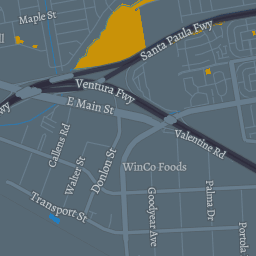 Maple St
Santa Paula Fwy
Ventura Fwy
E Main St
Valentine Rd
Callens Rd
Walter St
Donlon St
WinCo Foods
Transport St
Goodyear Ave
Palma Dr
Portola